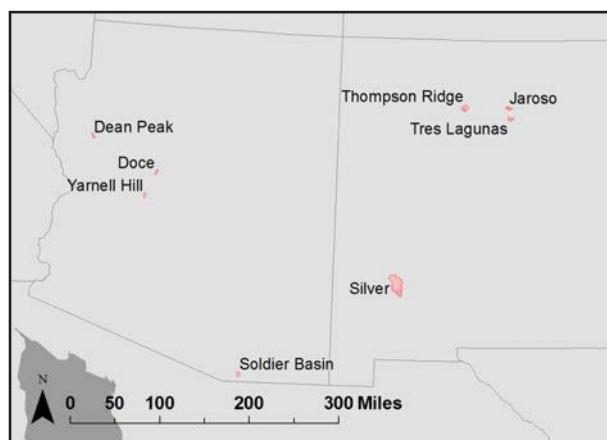 Thompson Ridge
Jaroso
Tres Lagunas
Dean Peak
Doce
Yarnell Hill
Silver
Soldier Basin
N
0 50 100 200 300 Miles